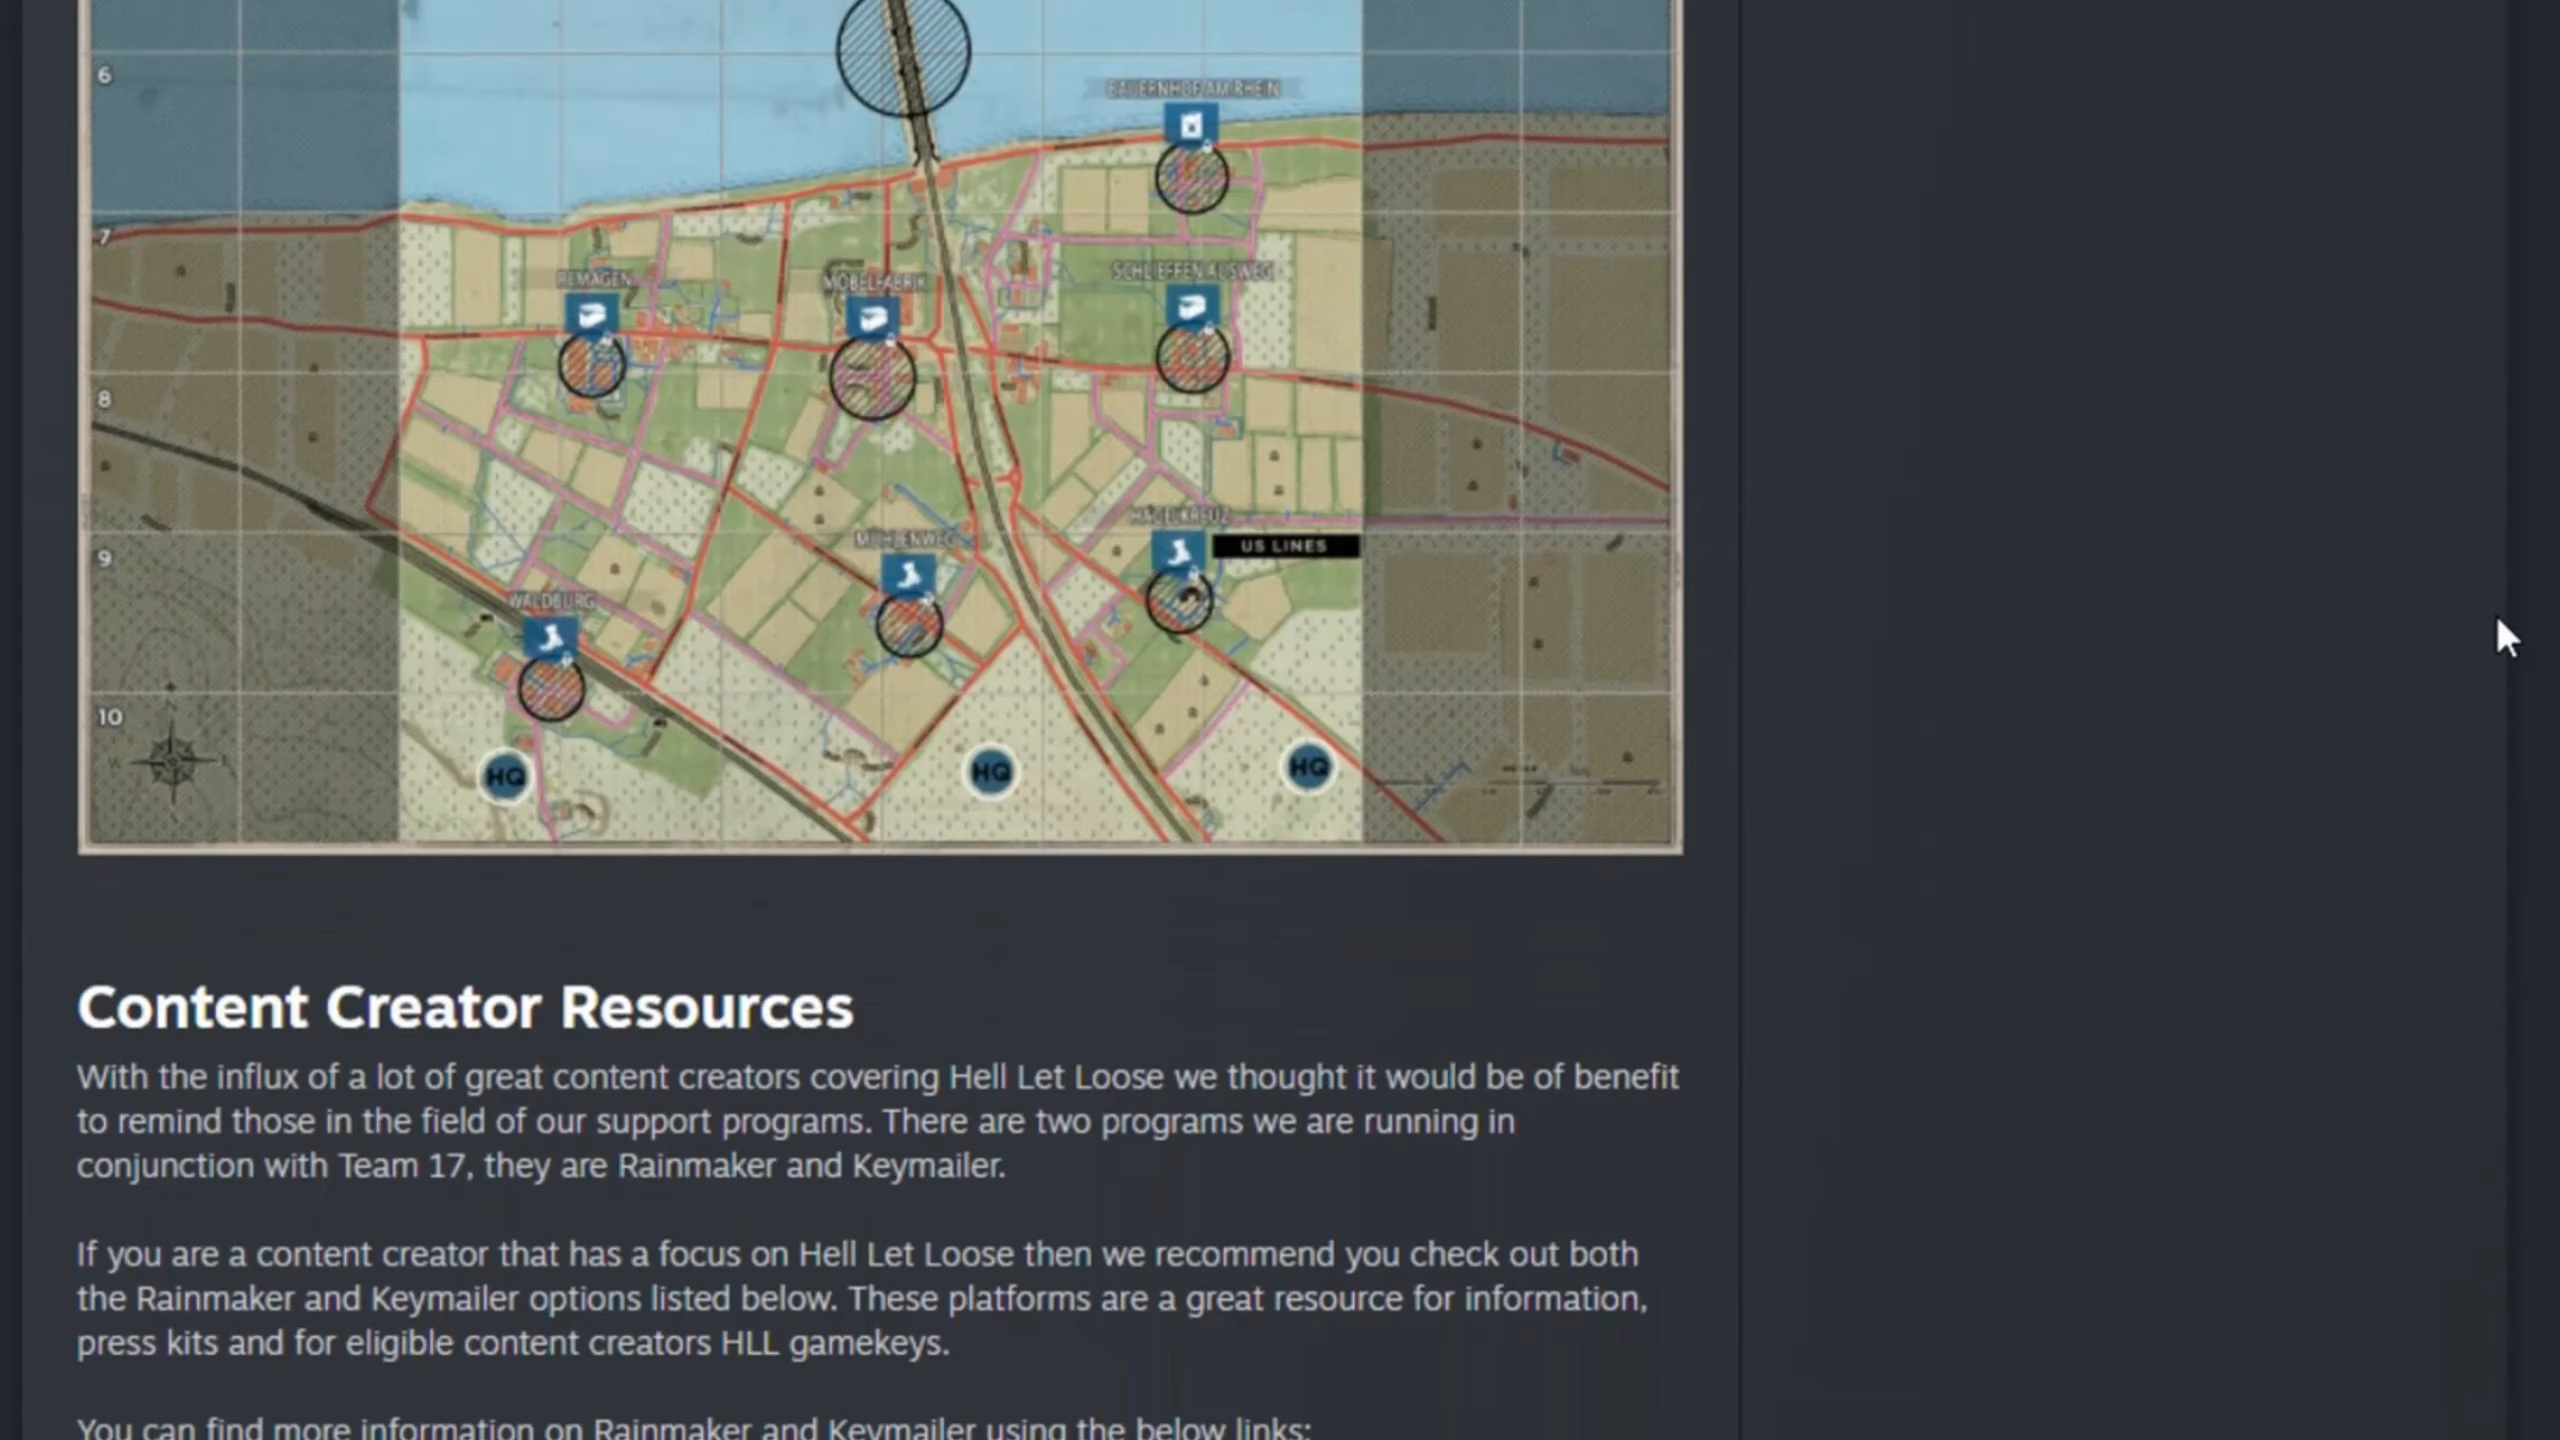 6
BAUERNHOF AM RHEIN
7
REMAGEN
MÖBELFABRIK
SCHLIEFFEN AUSWEG
8
HAGELKREUZ
MÜHLENWEG
US LINES
9
WALDBURG
10
HQ
HQ
HQ
Content Creator Resources
With the influx of a lot of great content creators covering Hell Let Loose we thought it would be of benefit
to remind those in the field of our support programs. There are two programs we are running in
conjunction with Team 17, they are Rainmaker and Keymailer.
If you are a content creator that has a focus on Hell Let Loose then we recommend you check out both
the Rainmaker and Keymailer options listed below. These platforms are a great resource for information,
press kits and for eligible content creators HLL gamekeys.
You can find more information on Rainmaker and Keymailer using the below links: